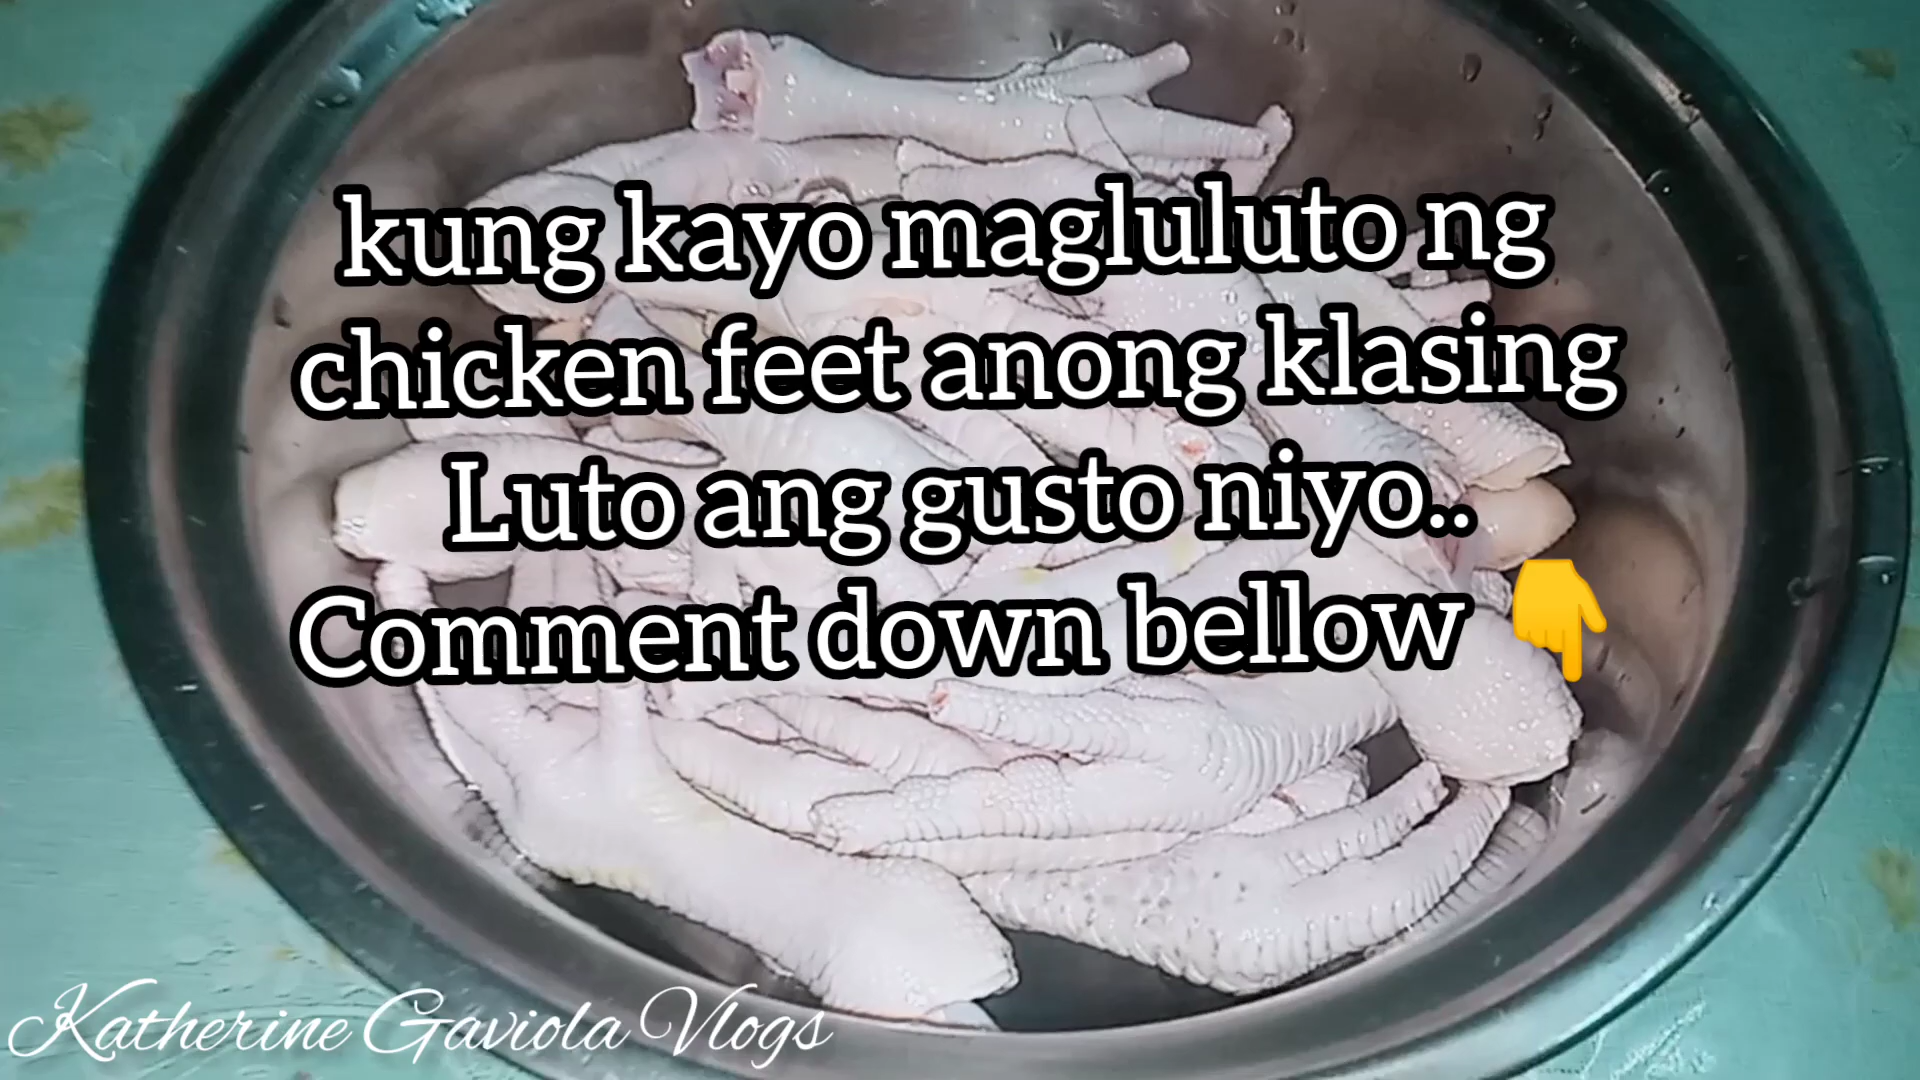 kung kayo magluluto ng
chicken feet anong klasing
Luto ang gusto niyo..
Comment down bellow 👇
Katherine Gaviola Vlogs